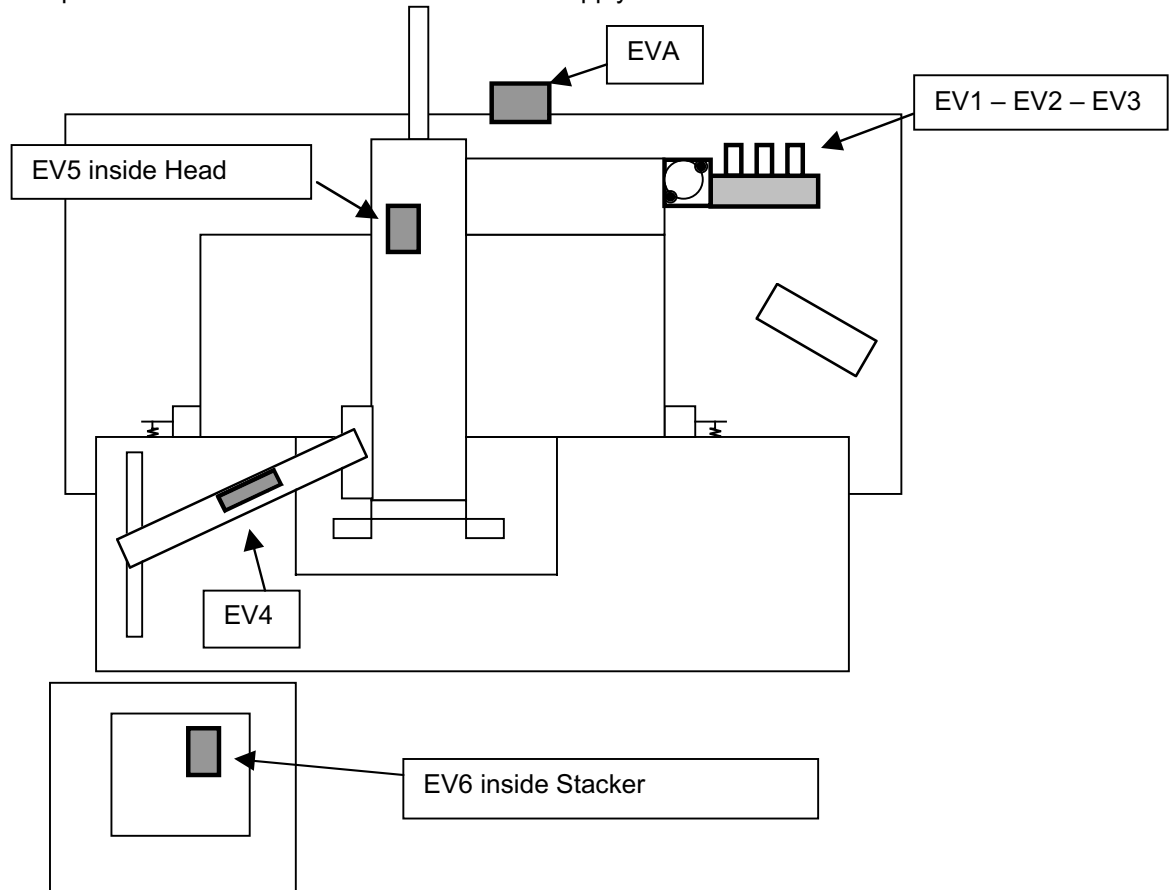 EVA
EV1 – EV2 – EV3
EV5 inside Head
EV4
EV6 inside Stacker